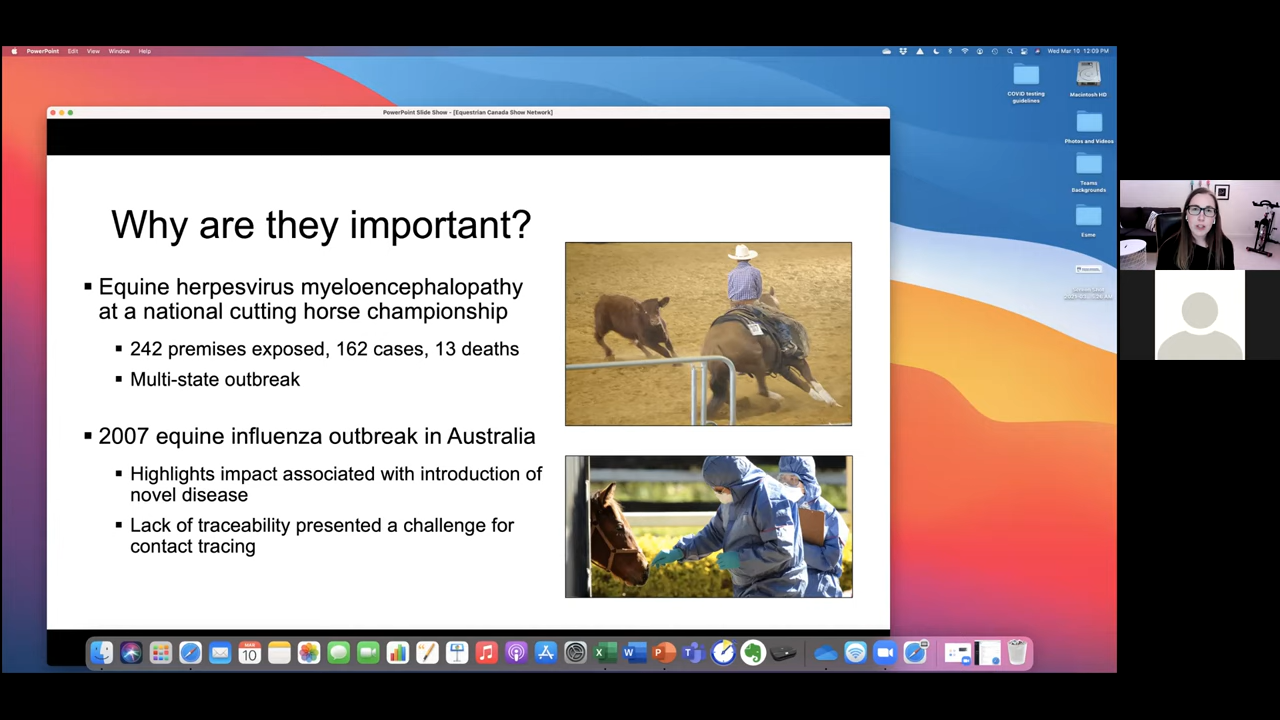 PowerPoint Edit View Window Help
Wed Mar 10 12:09 PM
PowerPoint Slide Show - [Equestrian Canada Show Network]
COVID testing
guidelines
Macintosh HD
Photos and Videos
Teams
Backgrounds
Esme
Why are they important?
▪ Equine herpesvirus myeloencephalopathy
at a national cutting horse championship
▪ 242 premises exposed, 162 cases, 13 deaths
▪ Multi-state outbreak
▪ 2007 equine influenza outbreak in Australia
▪ Highlights impact associated with introduction of
novel disease
▪ Lack of traceability presented a challenge for
contact tracing
MAR
10